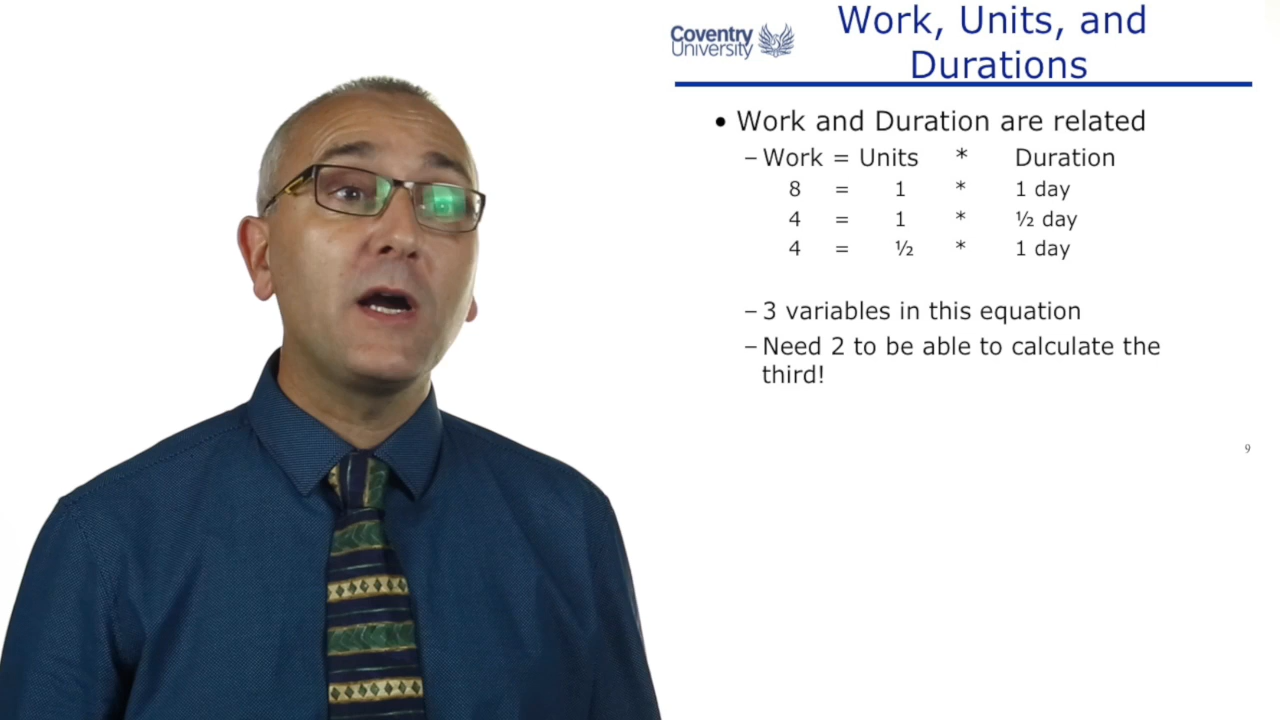 Coventry
University
Work, Units, and
Durations
• Work and Duration are related
– Work = Units * Duration
8 = 1 * 1 day
4 = 1 * ½ day
4 = ½ * 1 day
– 3 variables in this equation
– Need 2 to be able to calculate the
third!
9